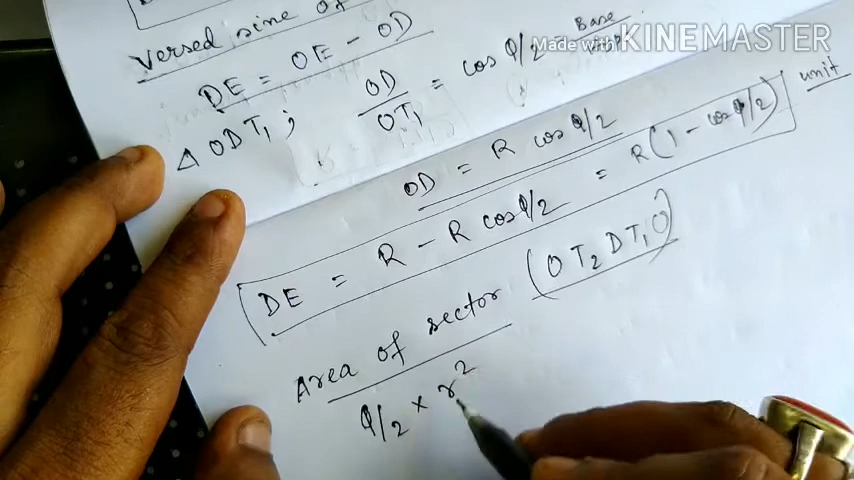 Versed sine of
Made with KINEMASTER
DE = OE - OD
Δ ODT₁ ; OD/OT₁ = cos φ/2 = Base
OD = R cos φ/2
unit
DE = R - R cos φ/2 = R(1 - cos φ/2)
Area of sector (OT₂DT₁O)
φ/2 × r²